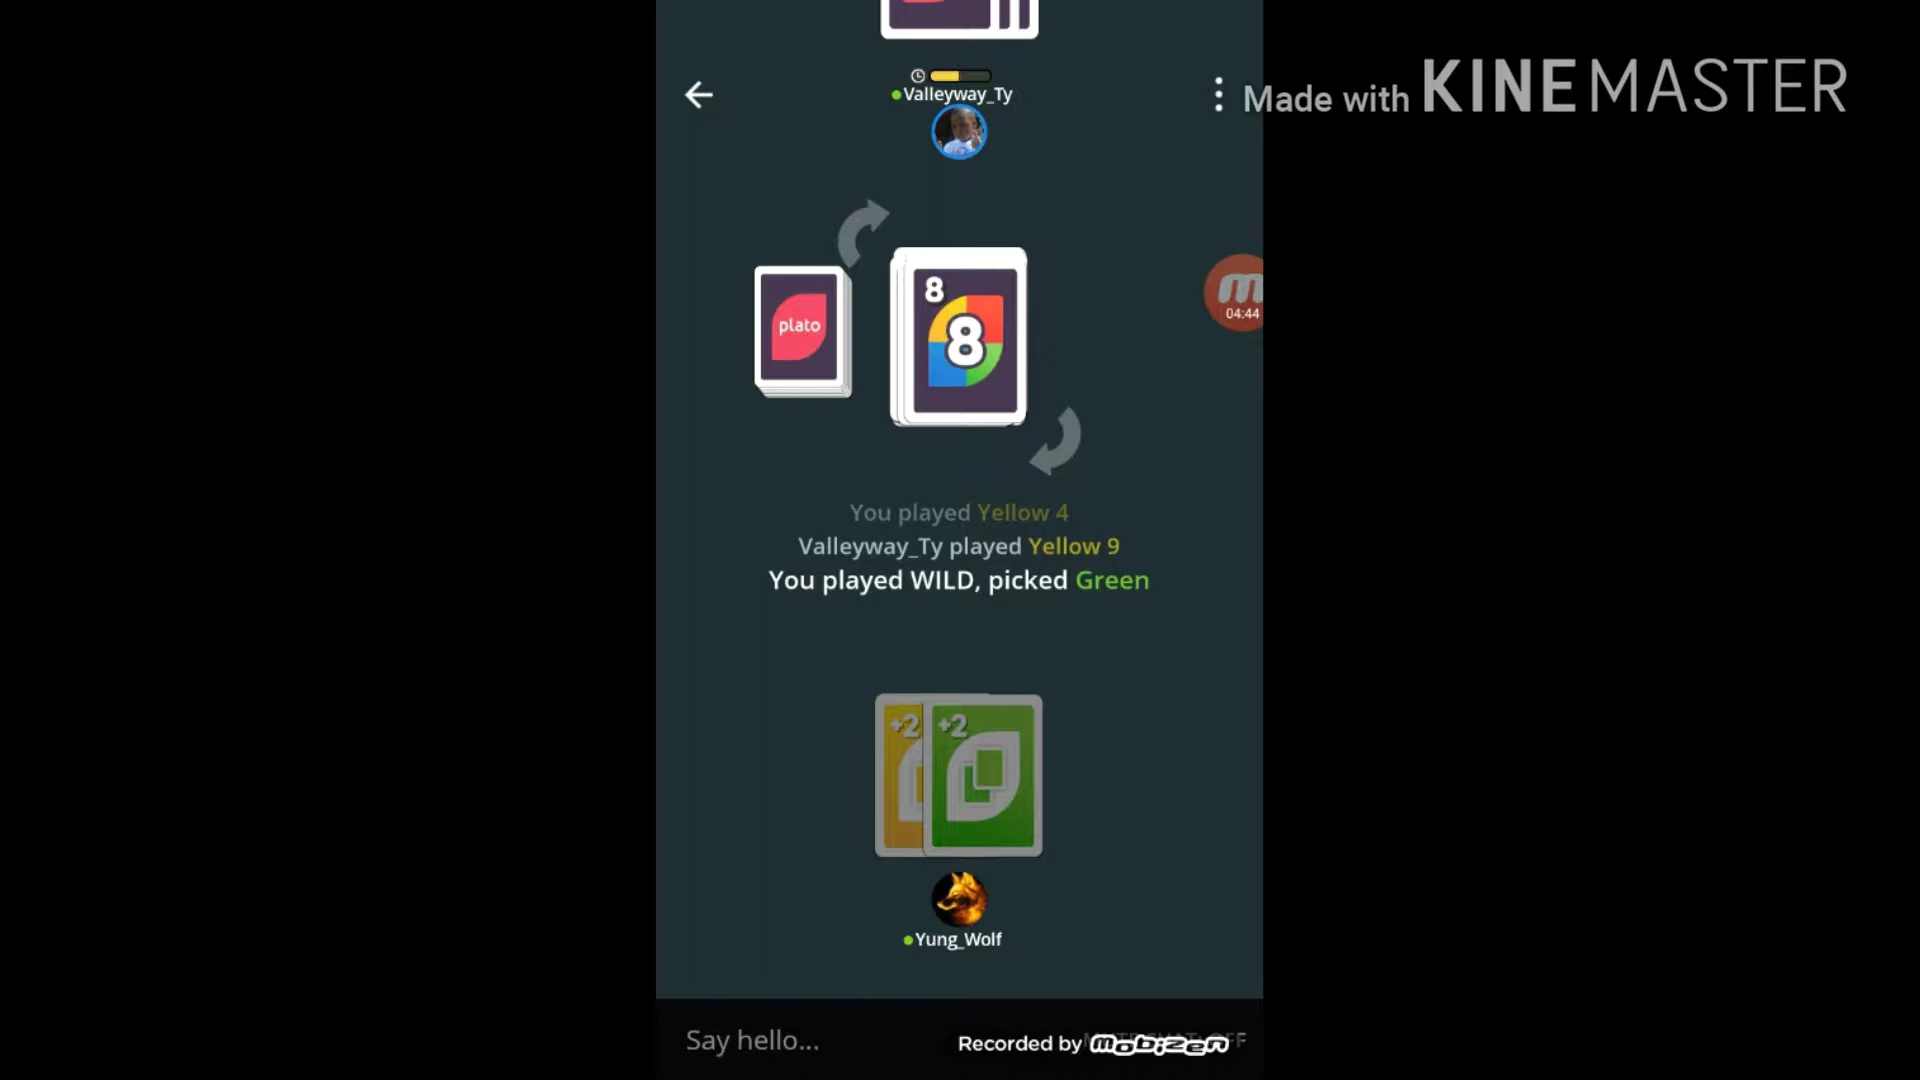 Valleyway_Ty
Made with KINEMASTER
8
8
plato
04:44
You played Yellow 4
Valleyway_Ty played Yellow 9
You played WILD, picked Green
+2 +2
Yung_Wolf
Say hello...
Recorded by mobizen